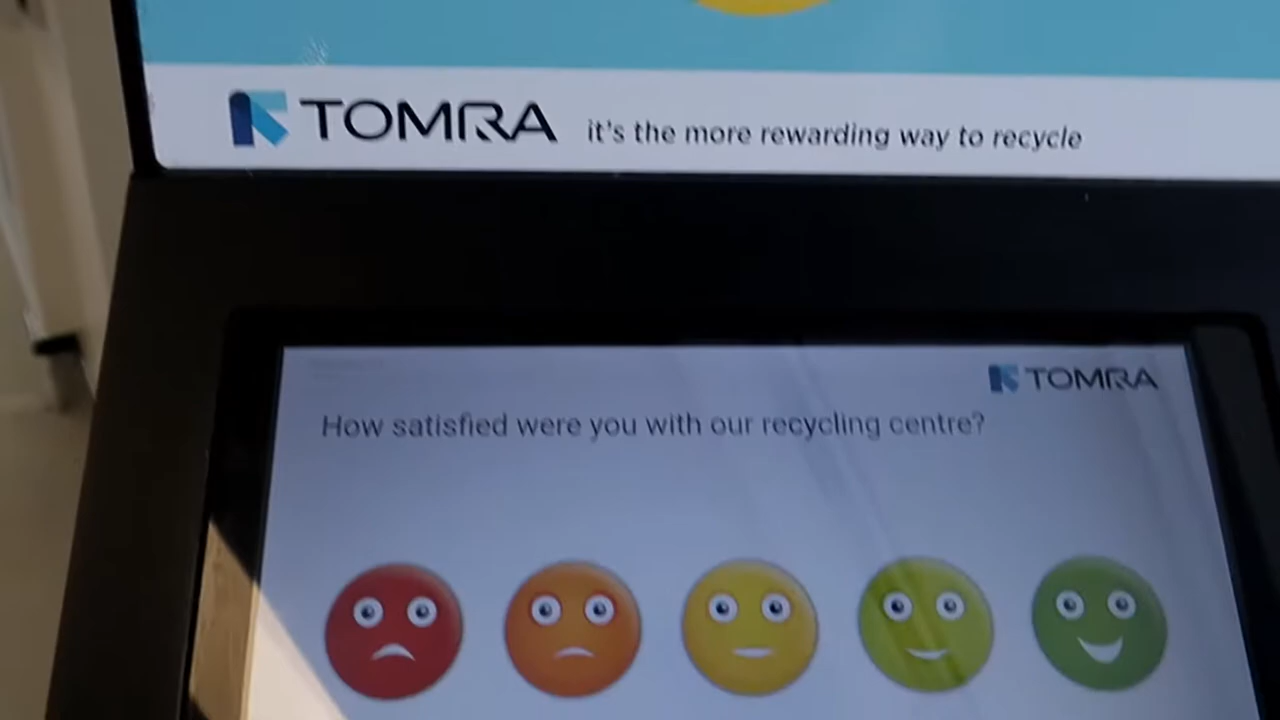 TOMRA it's the more rewarding way to recycle
TOMRA
How satisfied were you with our recycling centre?